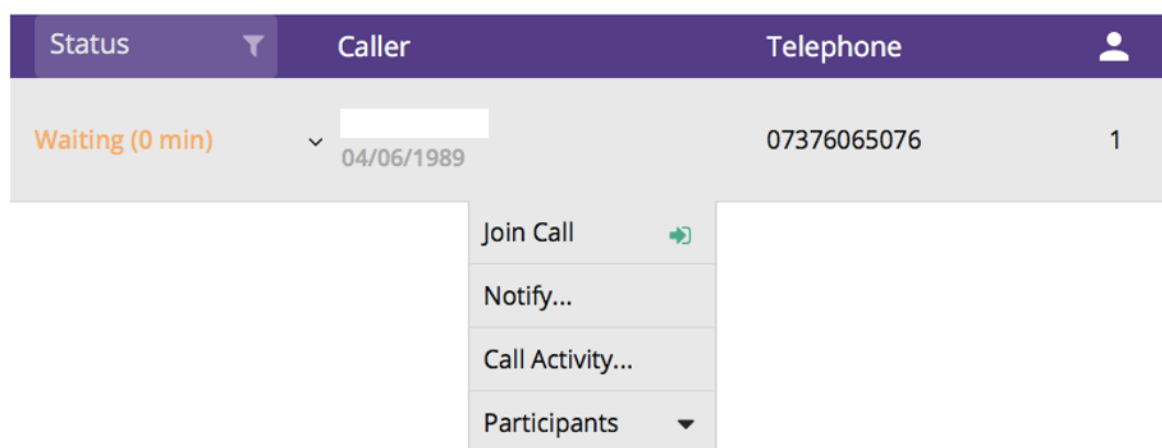 Status Caller Telephone
Waiting (0 min) 04/06/1989 07376065076 1
Join Call
Notify...
Call Activity...
Participants